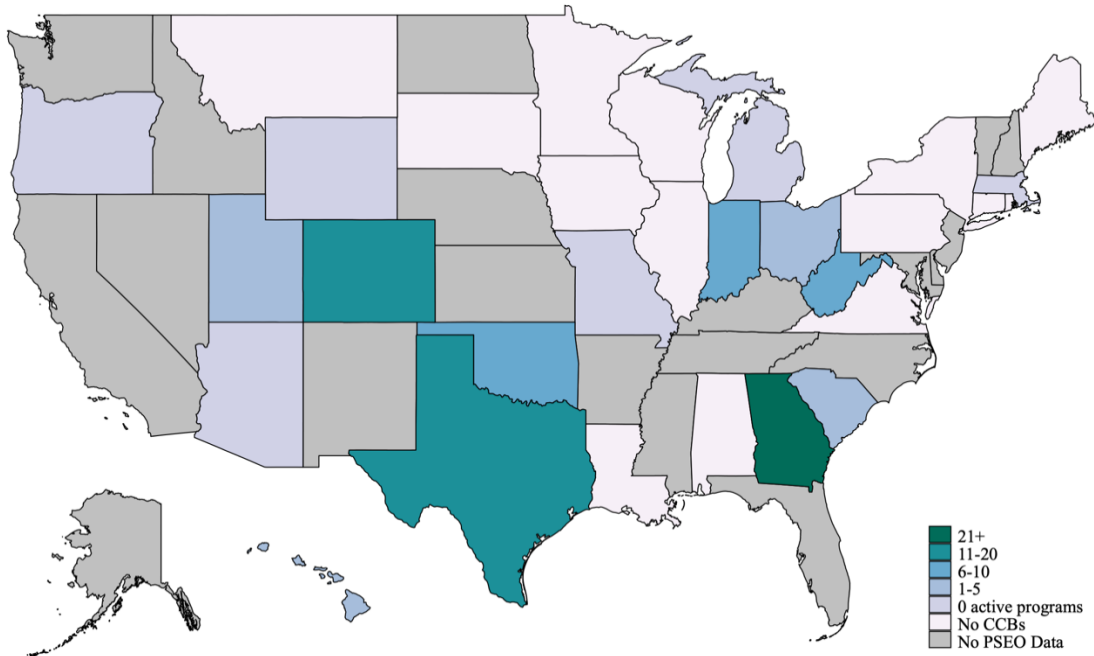 21+
11-20
6-10
1-5
0 active programs
No CCBs
No PSEO Data